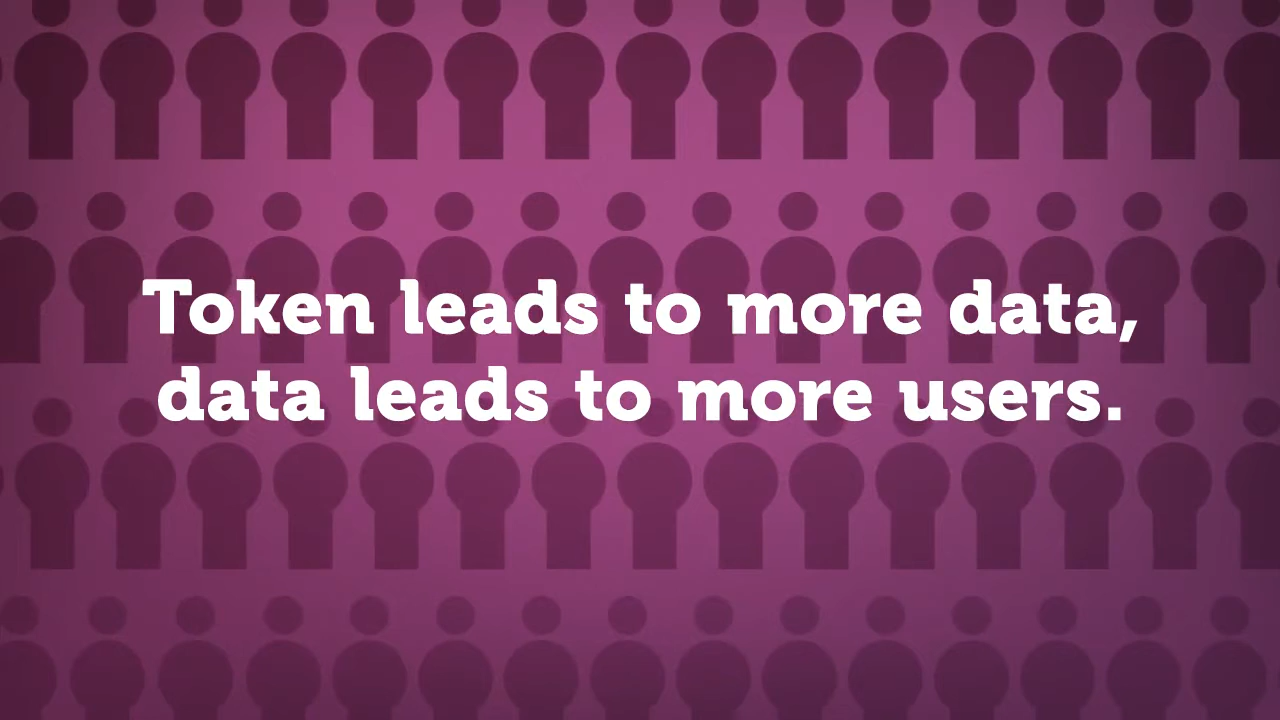 Token leads to more data,
data leads to more users.